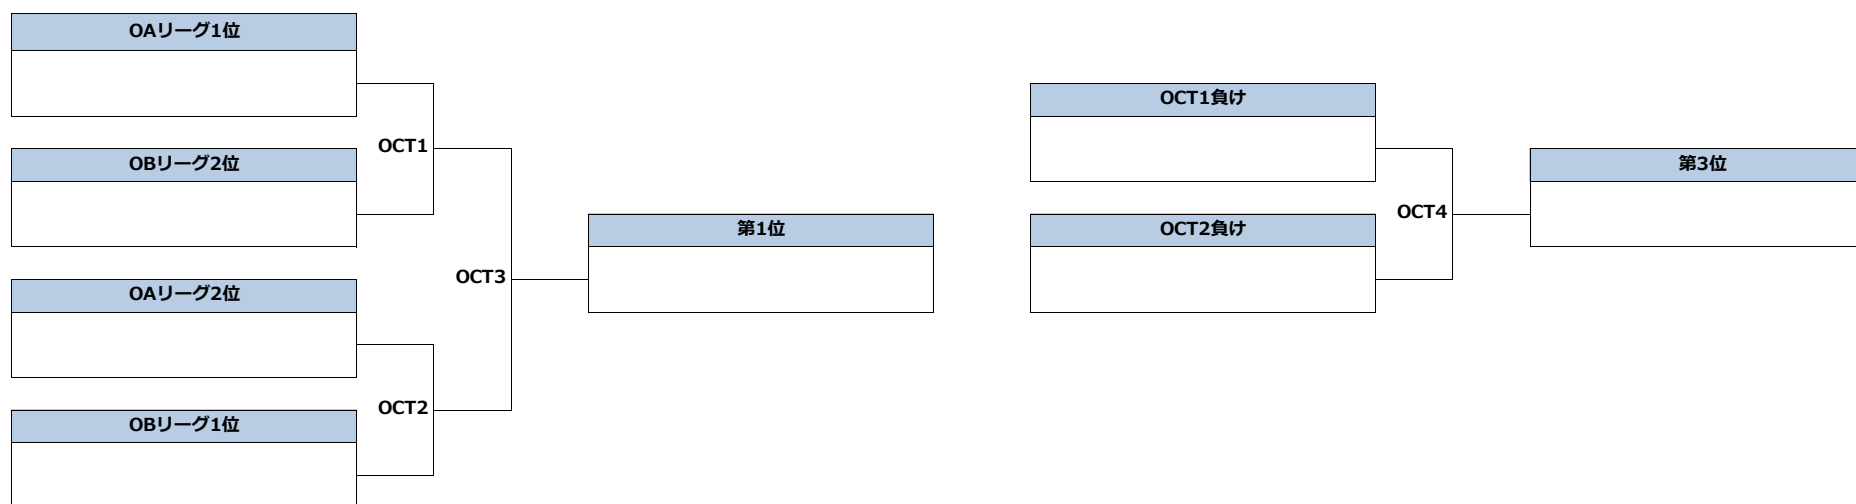 OAリーグ1位
OCT1
OBリーグ2位
OCT3
第1位
OAリーグ2位
OCT2
OBリーグ1位
OCT1負け
OCT4
第3位
OCT2負け